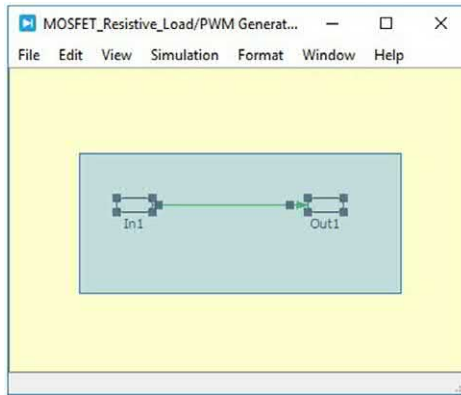 MOSFET_Resistive_Load/PWM Generat...
File Edit View Simulation Format Window Help
In1 Out1